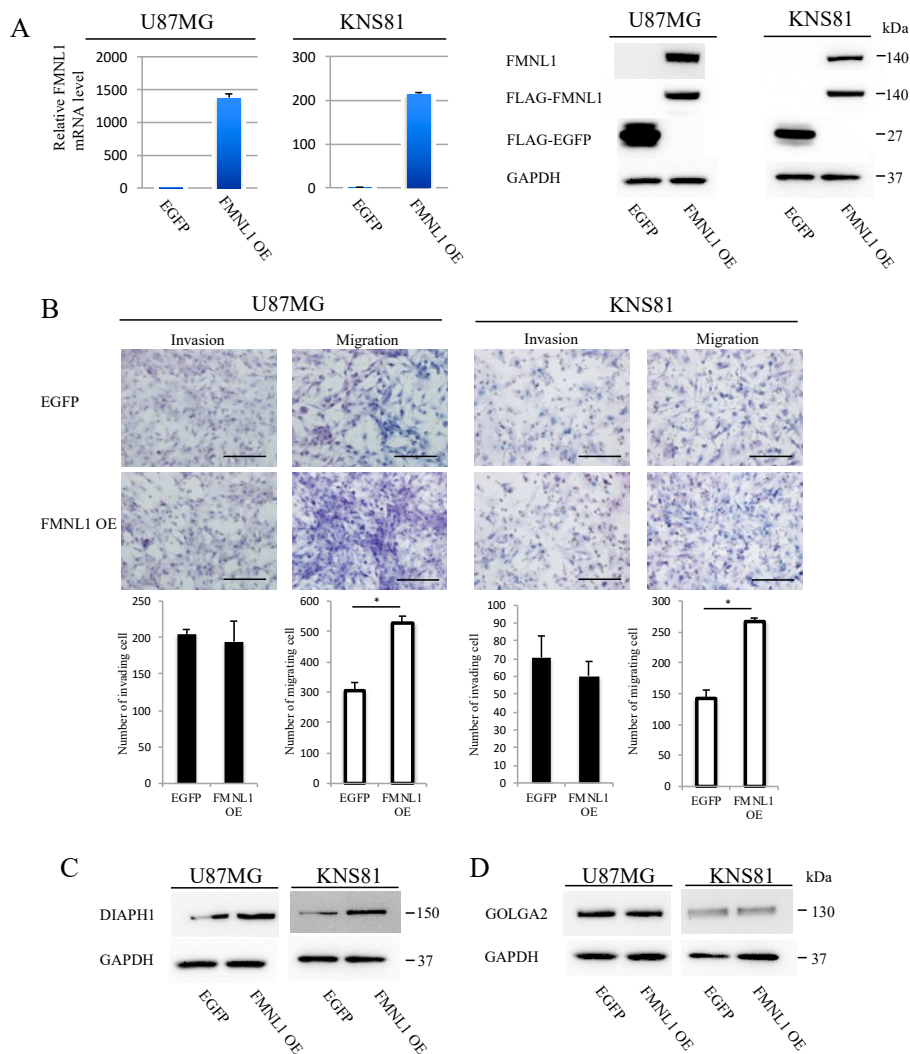 A
U87MG
KNS81
Relative FMNL1
mRNA level
2000
1500
1000
500
0
EGFP
FMNL1 OE
300
200
100
0
EGFP
FMNL1 OE
U87MG
KNS81
kDa
FMNL1
140
FLAG-FMNL1
140
FLAG-EGFP
27
GAPDH
37
EGFP
FMNL1 OE
EGFP
FMNL1 OE
B
U87MG
KNS81
Invasion
Migration
Invasion
Migration
EGFP
FMNL1 OE
Number of invading cell
250
200
150
100
50
0
EGFP
FMNL1
OE
Number of migrating cell
600
500
400
300
200
100
0
*
EGFP
FMNL1
OE
Number of invading cell
100
90
80
70
60
50
40
30
20
10
0
EGFP
FMNL1
OE
Number of migrating cell
300
250
200
150
100
50
0
*
EGFP
FMNL1
OE
C
U87MG
KNS81
DIAPH1
150
GAPDH
37
EGFP
FMNL1 OE
EGFP
FMNL1 OE
D
U87MG
KNS81
kDa
GOLGA2
130
GAPDH
37
EGFP
FMNL1 OE
EGFP
FMNL1 OE